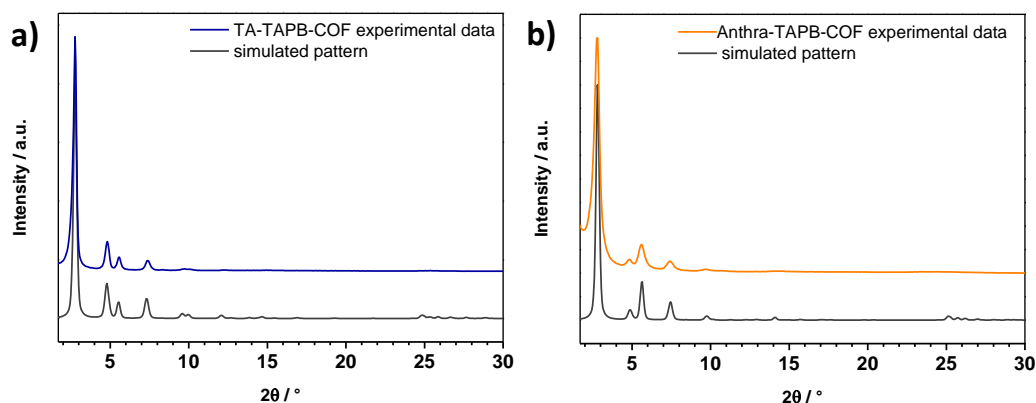 a)
TA-TAPB-COF experimental data
simulated pattern
Intensity / a.u.
5 10 15 20 25 30
2θ / °
b)
Anthra-TAPB-COF experimental data
simulated pattern
Intensity / a.u.
5 10 15 20 25 30
2θ / °